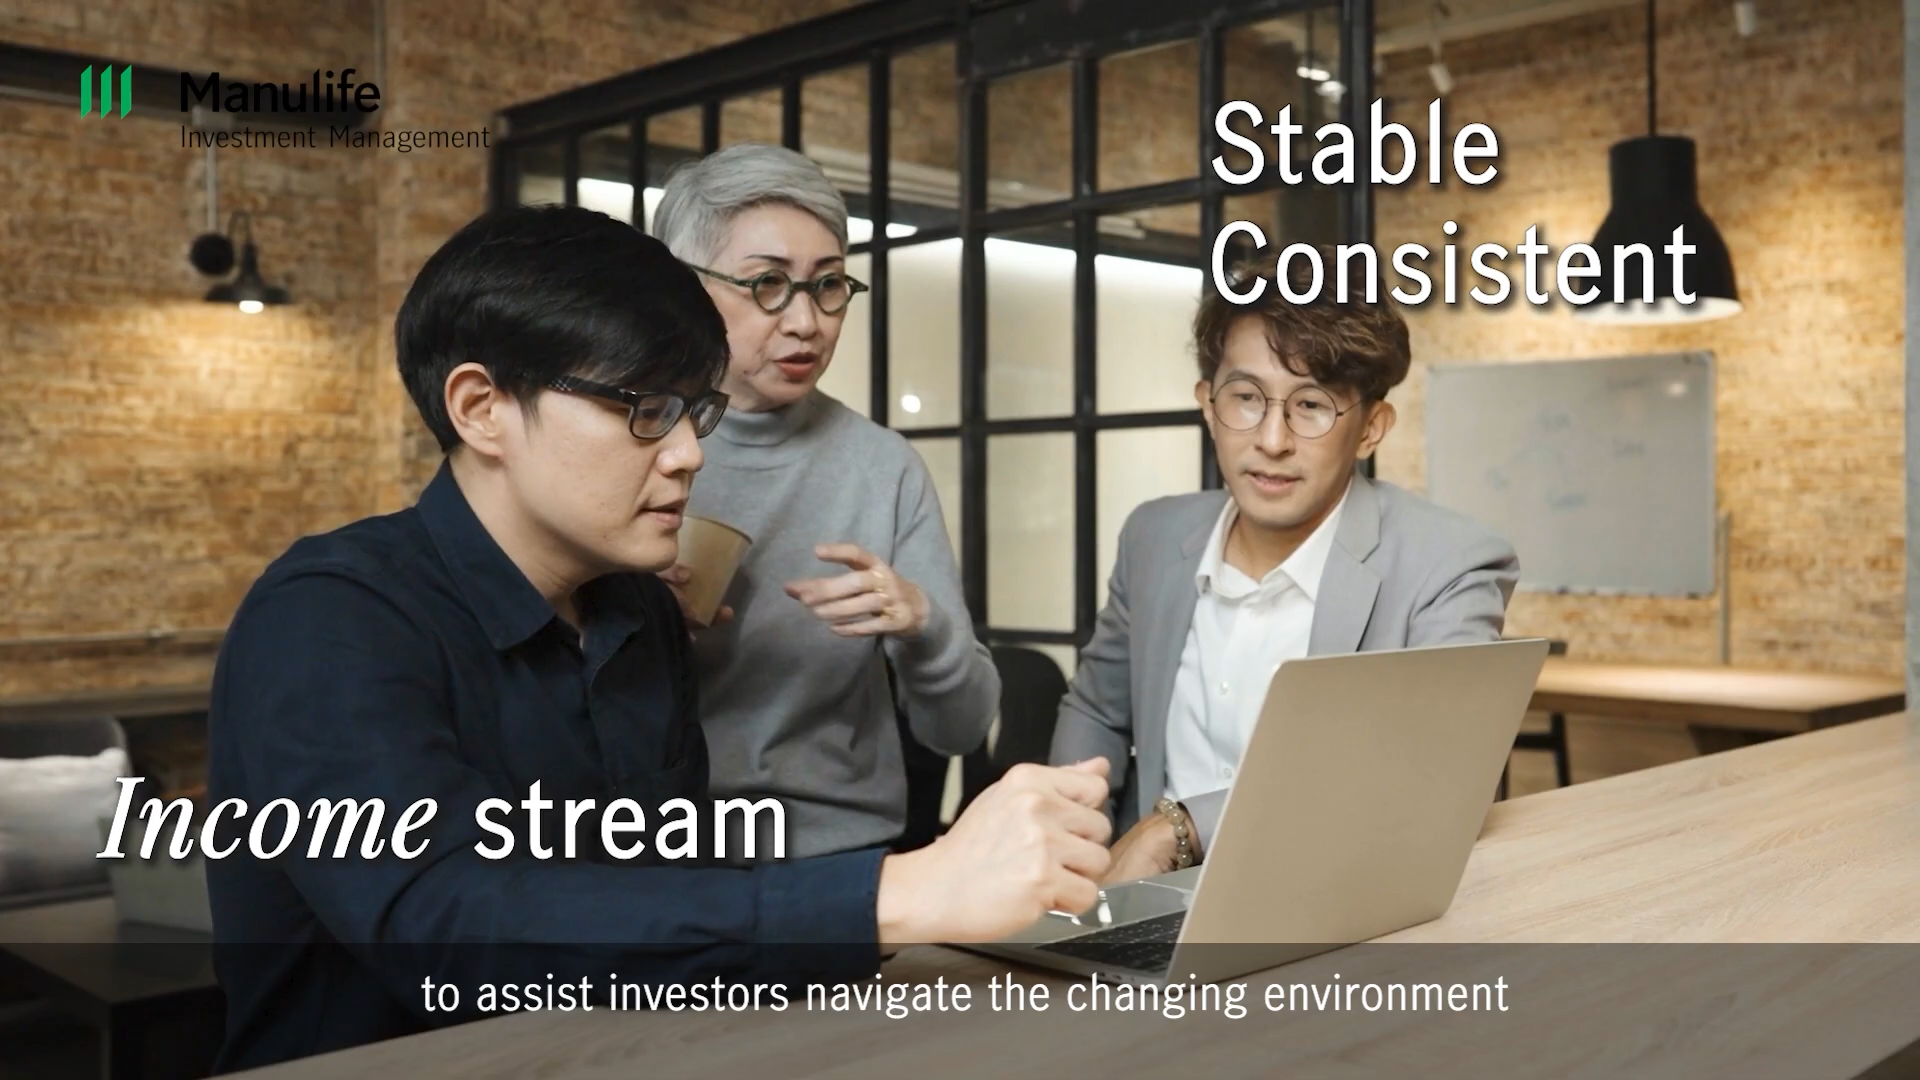 Manulife
Investment Management
Stable
Consistent
Income stream
to assist investors navigate the changing environment